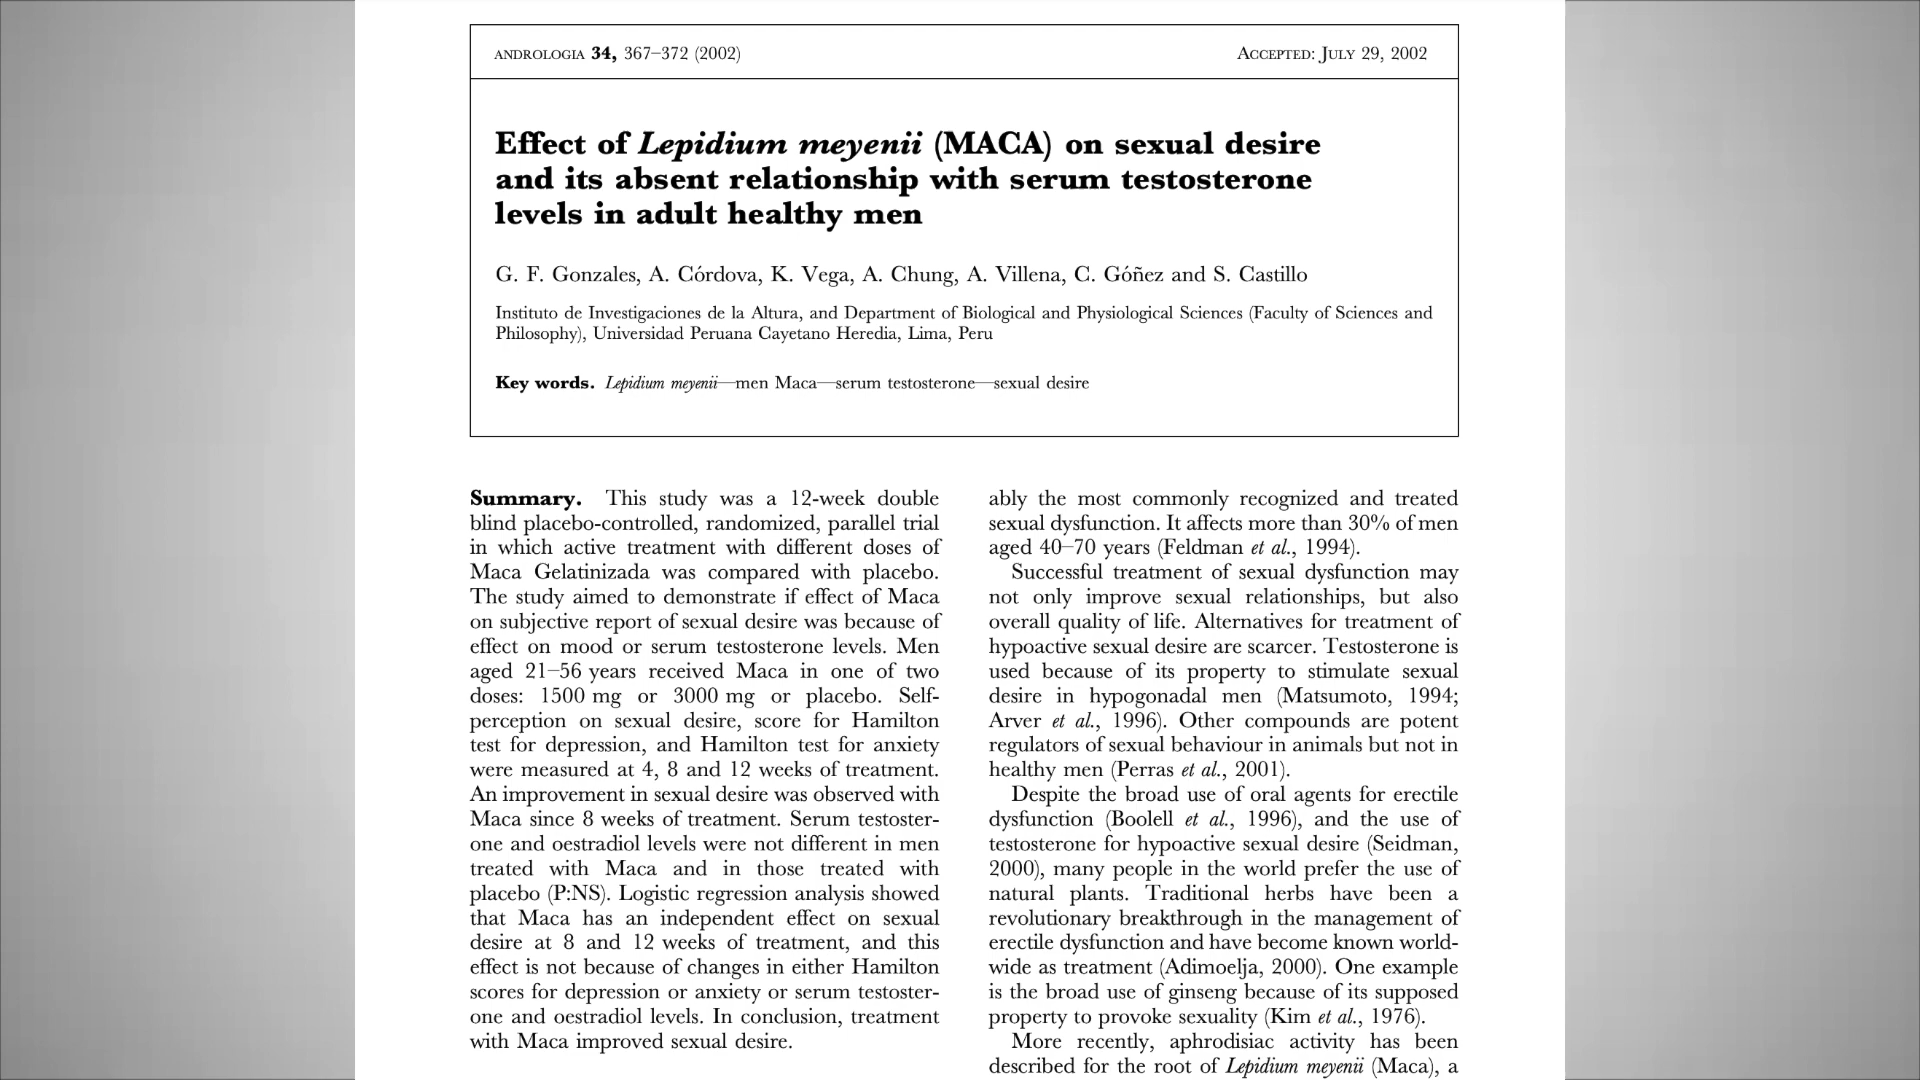 ANDROLOGIA 34, 367–372 (2002)
ACCEPTED: JULY 29, 2002
Effect of Lepidium meyenii (MACA) on sexual desire
and its absent relationship with serum testosterone
levels in adult healthy men
G. F. Gonzales, A. Córdova, K. Vega, A. Chung, A. Villena, C. Góñez and S. Castillo
Instituto de Investigaciones de la Altura, and Department of Biological and Physiological Sciences (Faculty of Sciences and
Philosophy), Universidad Peruana Cayetano Heredia, Lima, Peru
Key words. Lepidium meyenii—men Maca—serum testosterone—sexual desire
Summary. This study was a 12-week double
blind placebo-controlled, randomized, parallel trial
in which active treatment with different doses of
Maca Gelatinizada was compared with placebo.
The study aimed to demonstrate if effect of Maca
on subjective report of sexual desire was because of
effect on mood or serum testosterone levels. Men
aged 21–56 years received Maca in one of two
doses: 1500 mg or 3000 mg or placebo. Self-
perception on sexual desire, score for Hamilton
test for depression, and Hamilton test for anxiety
were measured at 4, 8 and 12 weeks of treatment.
An improvement in sexual desire was observed with
Maca since 8 weeks of treatment. Serum testoster-
one and oestradiol levels were not different in men
treated with Maca and in those treated with
placebo (P:NS). Logistic regression analysis showed
that Maca has an independent effect on sexual
desire at 8 and 12 weeks of treatment, and this
effect is not because of changes in either Hamilton
scores for depression or anxiety or serum testoster-
one and oestradiol levels. In conclusion, treatment
with Maca improved sexual desire.
ably the most commonly recognized and treated
sexual dysfunction. It affects more than 30% of men
aged 40–70 years (Feldman et al., 1994).
Successful treatment of sexual dysfunction may
not only improve sexual relationships, but also
overall quality of life. Alternatives for treatment of
hypoactive sexual desire are scarcer. Testosterone is
used because of its property to stimulate sexual
desire in hypogonadal men (Matsumoto, 1994;
Arver et al., 1996). Other compounds are potent
regulators of sexual behaviour in animals but not in
healthy men (Perras et al., 2001).
Despite the broad use of oral agents for erectile
dysfunction (Boolell et al., 1996), and the use of
testosterone for hypoactive sexual desire (Seidman,
2000), many people in the world prefer the use of
natural plants. Traditional herbs have been a
revolutionary breakthrough in the management of
erectile dysfunction and have become known world-
wide as treatment (Adimoelja, 2000). One example
is the broad use of ginseng because of its supposed
property to provoke sexuality (Kim et al., 1976).
More recently, aphrodisiac activity has been
described for the root of Lepidium meyenii (Maca), a